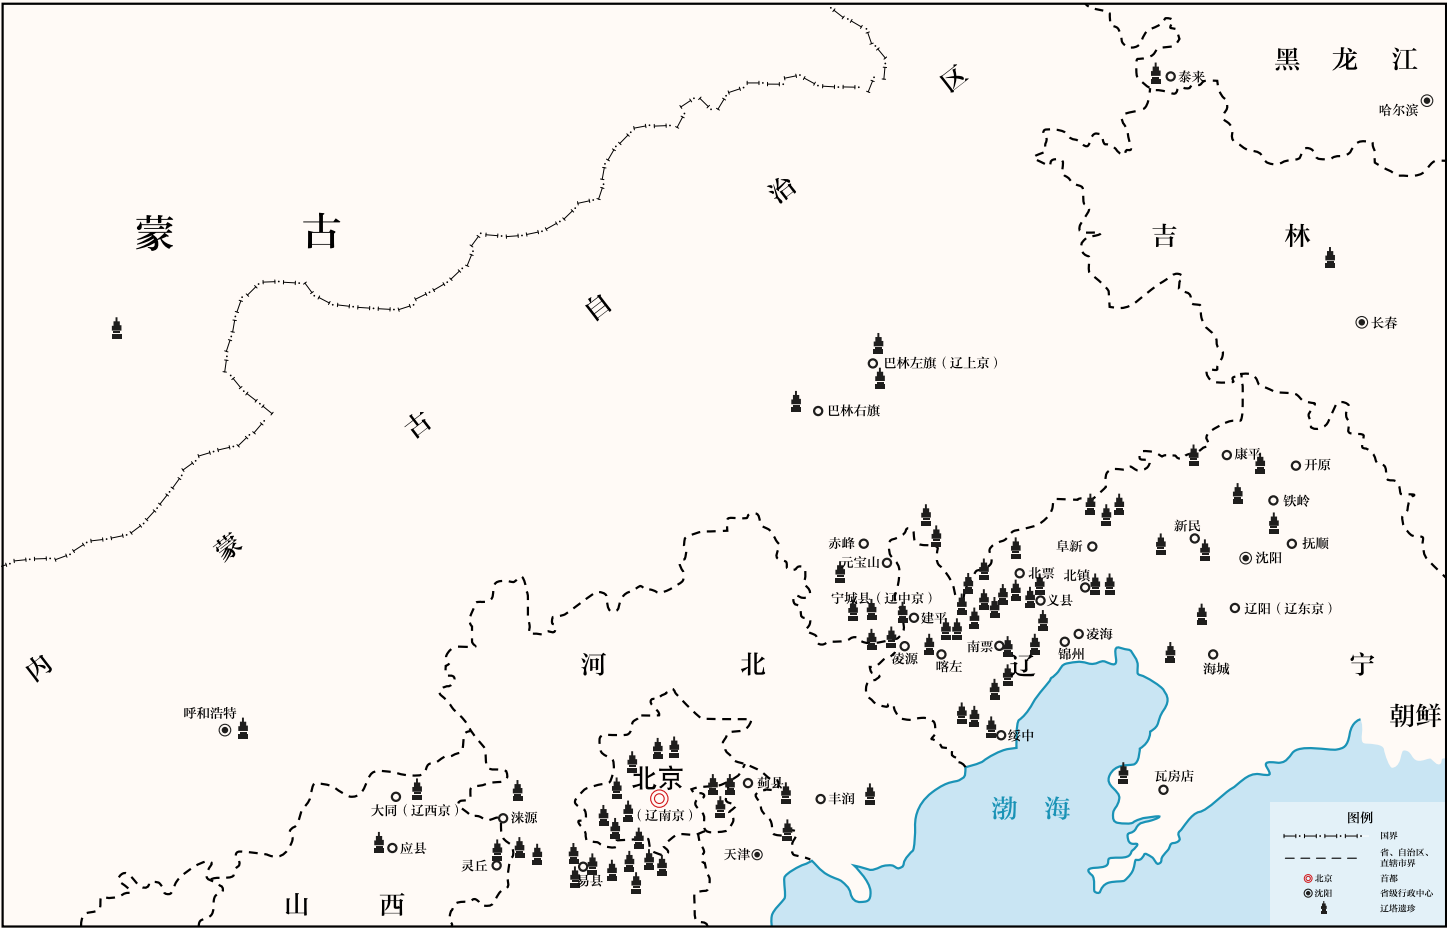 黑 龙 江
泰来
哈尔滨
区
治
蒙 古
吉 林
自
长春
巴林左旗（辽上京）
巴林右旗
古
康平
开原
铁岭
新民
抚顺
蒙
赤峰
元宝山
阜新
沈阳
北票
北镇
宁城县（辽中京）
义县
辽阳（辽东京）
建平
凌海
南票
锦州
内
河 北
凌源
喀左
辽
宁
海城
呼和浩特
朝鲜
绥中
北京
蓟县
瓦房店
大同（辽西京）
涞源
（辽南京）
丰润
渤 海
应县
灵丘
天津
易县
山 西
图例
国界
省、自治区、
直辖市界
北京
首都
沈阳
省级行政中心
辽塔遗珍